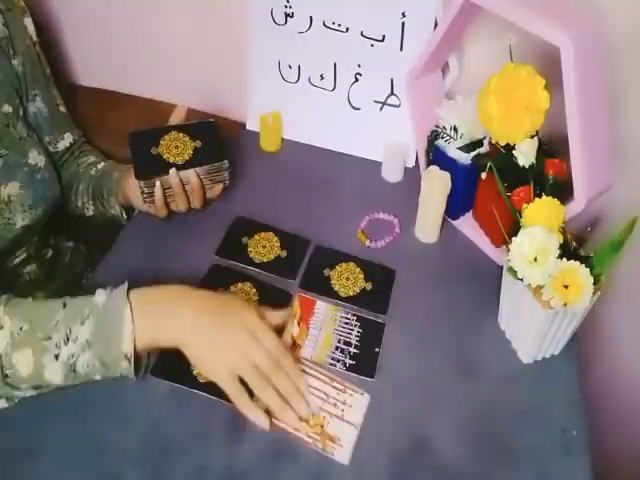 أ ب ت ر ش
ط غ ك ن